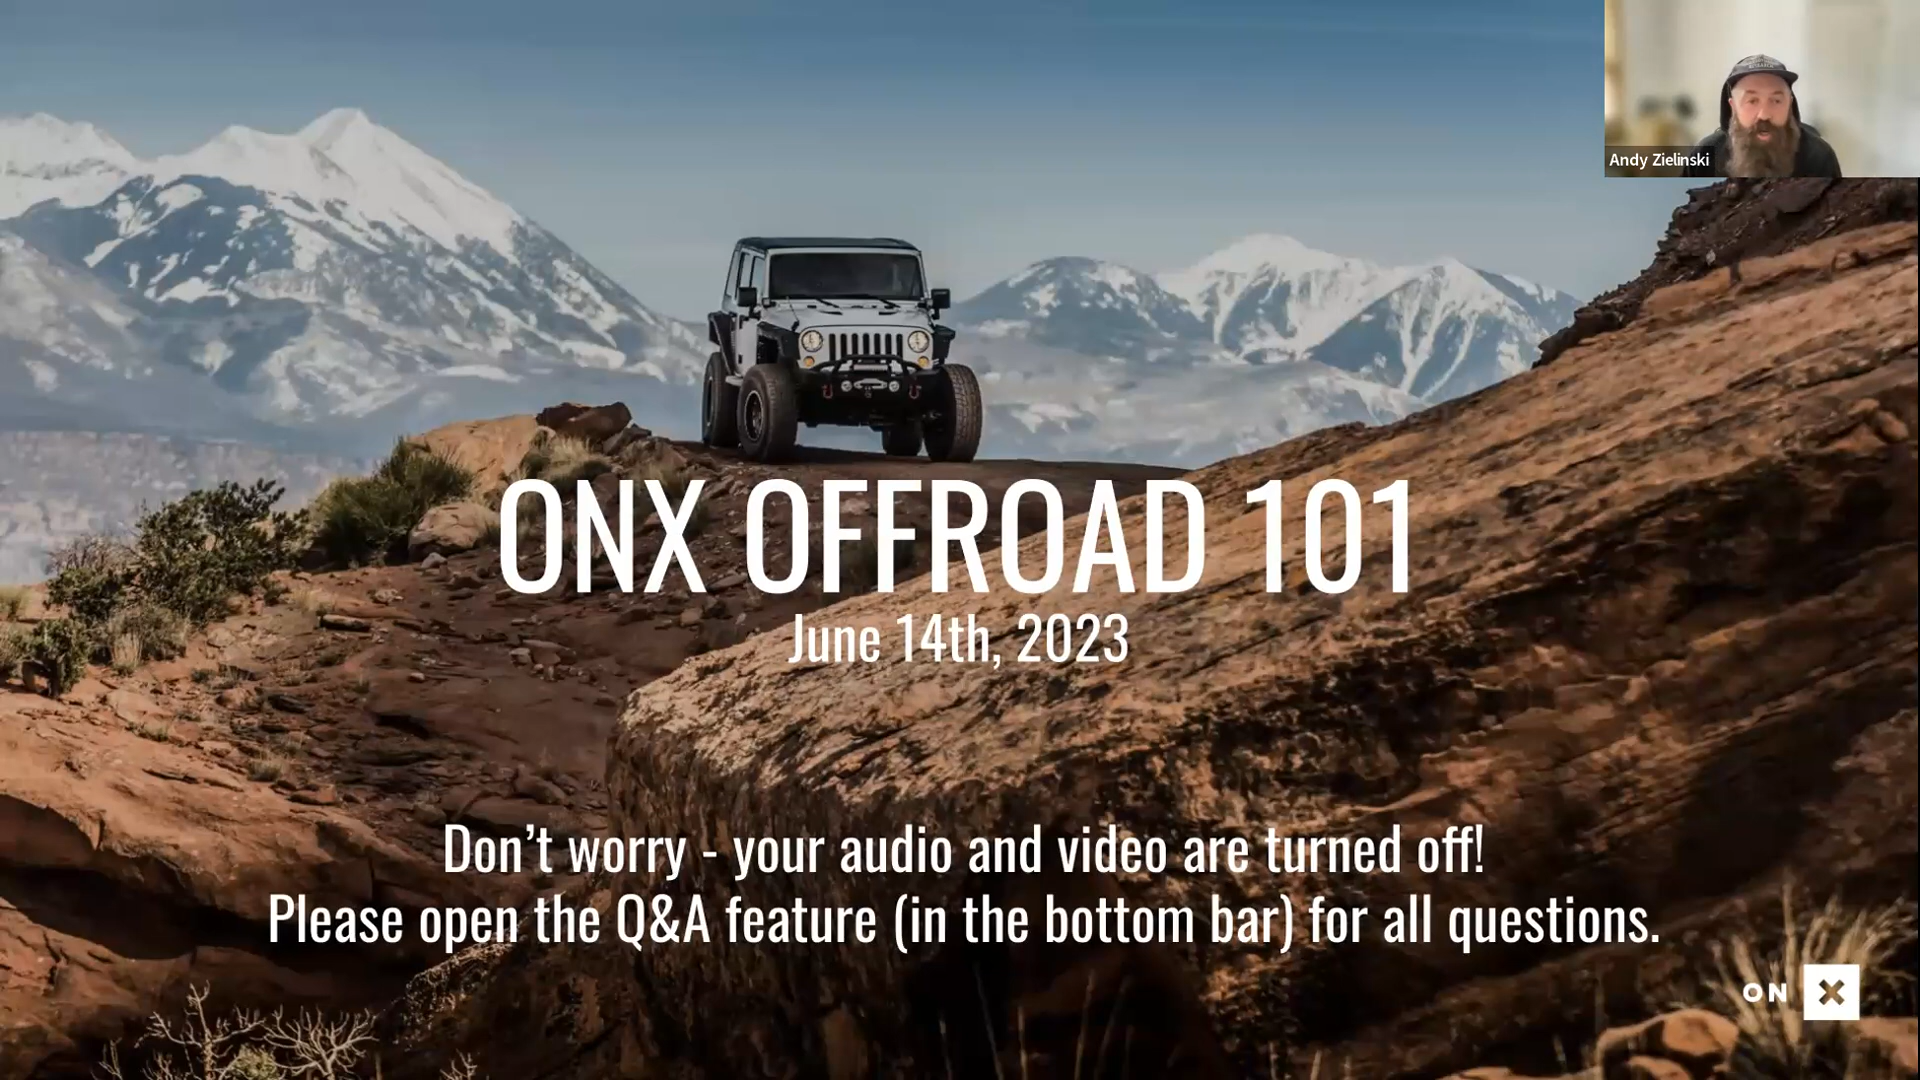 Andy Zielinski
ONX OFFROAD 101
June 14th, 2023
Don’t worry - your audio and video are turned off!
Please open the Q&A feature (in the bottom bar) for all questions.
ON X